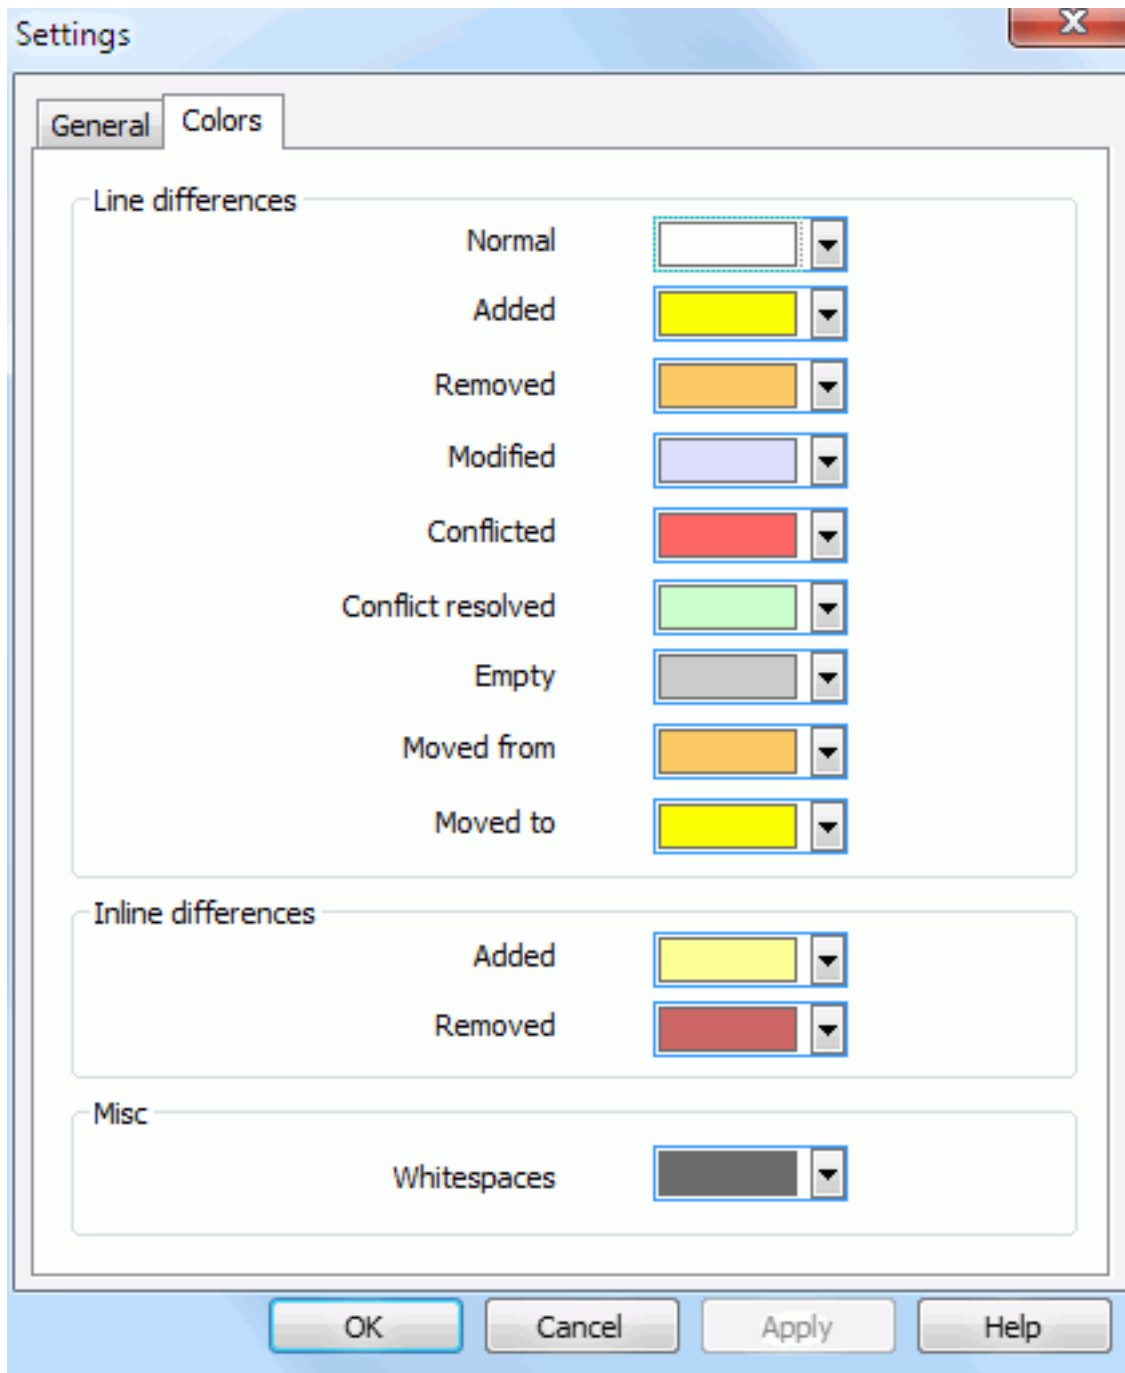 Settings
General Colors
Line differences
Normal
Added
Removed
Modified
Conflicted
Conflict resolved
Empty
Moved from
Moved to
Inline differences
Added
Removed
Misc
Whitespaces
OK Cancel Apply Help